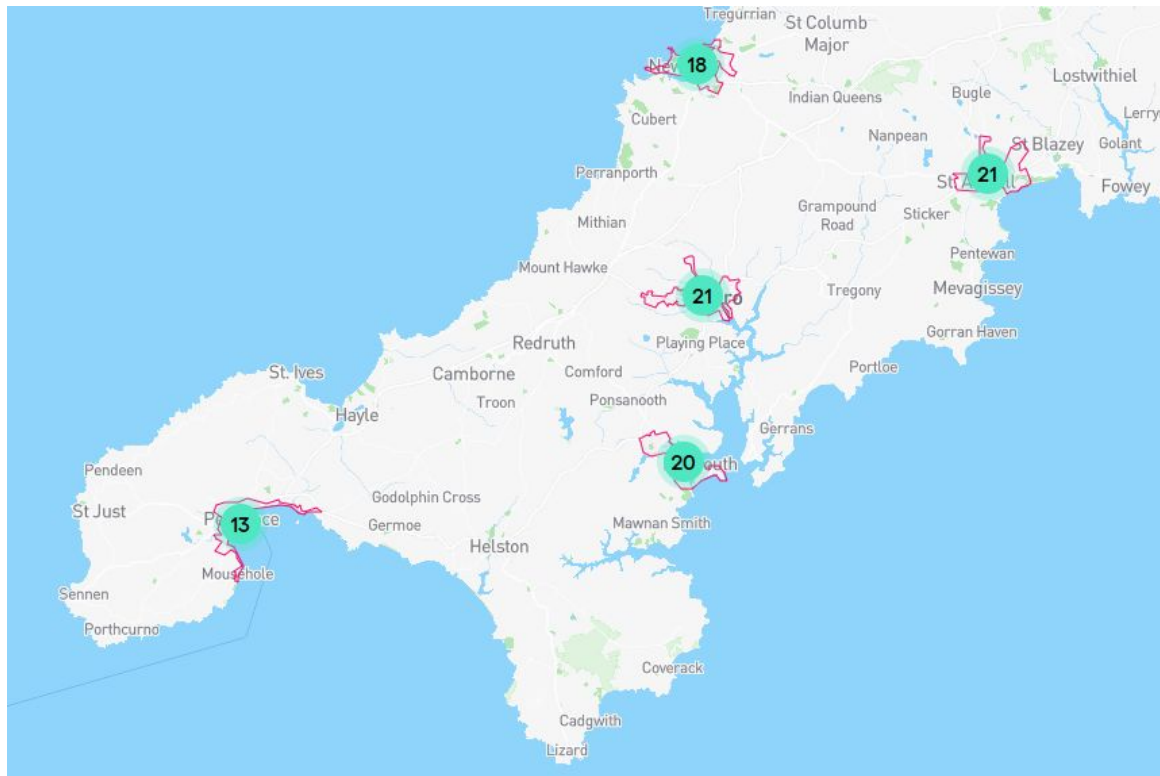 Tregurrian
St Columb
Major
18
Lostwithiel
Bugle
Indian Queens
Lerry
Cubert
Nanpean
St Blazey
Golant
Perranporth
21
Fowey
Grampound
Road
Sticker
Mithian
Pentewan
Mount Hawke
21
Tregony
Mevagissey
Gorran Haven
Redruth
Playing Place
Portloe
St. Ives
Camborne
Comford
Troon
Ponsanooth
Hayle
Gerrans
20
Pendeen
Godolphin Cross
St Just
13
Germoe
Mawnan Smith
Helston
Mousehole
Sennen
Porthcurno
Coverack
Cadgwith
Lizard